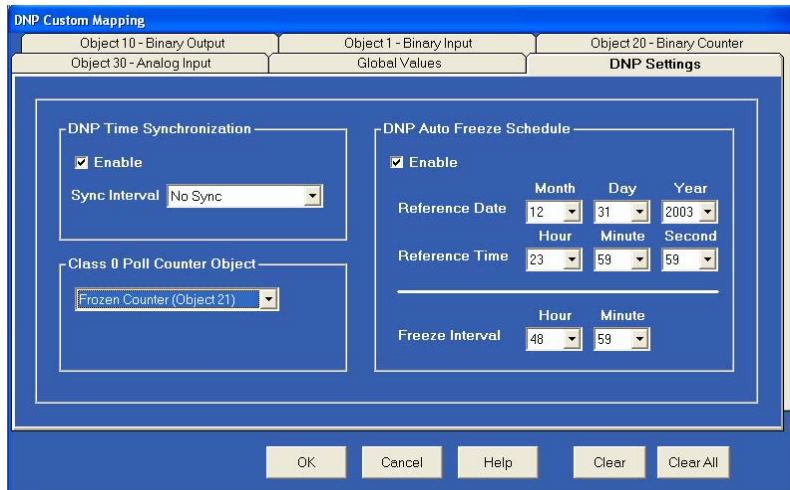 DNP Custom Mapping
Object 10 - Binary Output
Object 1 - Binary Input
Object 20 - Binary Counter
Object 30 - Analog Input
Global Values
DNP Settings
DNP Time Synchronization
Enable
Sync Interval
No Sync
Class 0 Poll Counter Object
Frozen Counter (Object 21)
DNP Auto Freeze Schedule
Enable
Month Day Year
Reference Date 12 31 2003
Hour Minute Second
Reference Time 23 59 59
Hour Minute
Freeze Interval 48 59
OK Cancel Help Clear Clear All